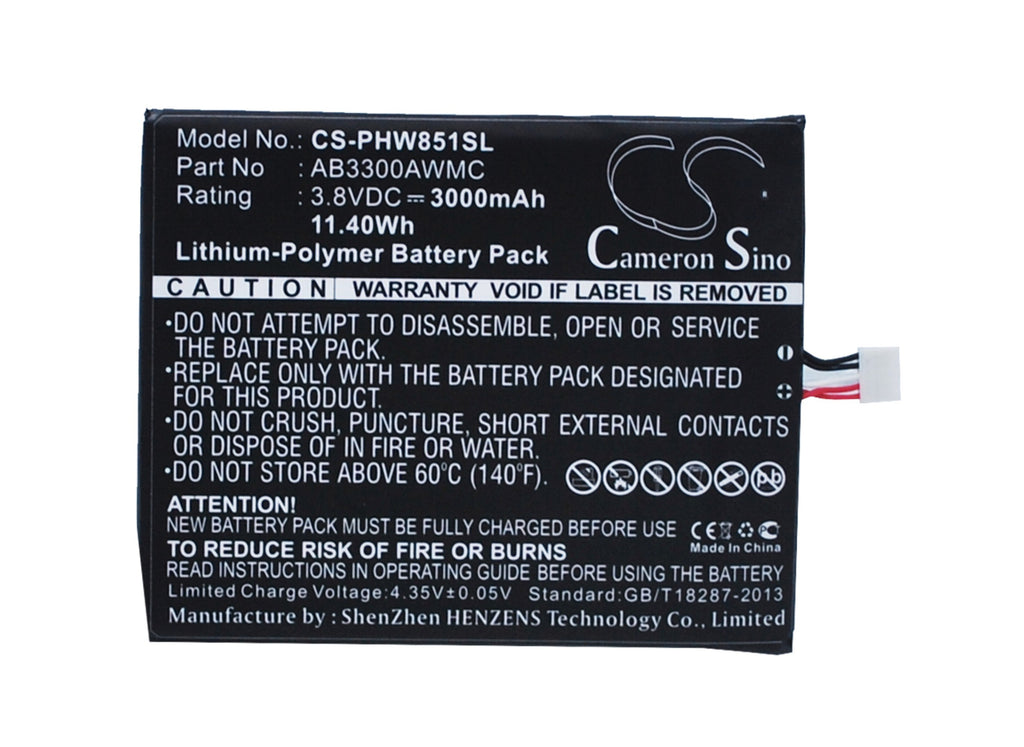 Model No.: CS-PHW851SL
Part No : AB3300AWMC
Rating : 3.8VDC ⎓ 3000mAh
11.40Wh
Lithium-Polymer Battery Pack
CS
Cameron Sino
CAUTION WARRANTY VOID IF LABEL IS REMOVED
•DO NOT ATTEMPT TO DISASSEMBLE, OPEN OR SERVICE
THE BATTERY PACK.
•REPLACE ONLY WITH THE BATTERY PACK DESIGNATED
FOR THIS PRODUCT.
•DO NOT CRUSH, PUNCTURE, SHORT EXTERNAL CONTACTS
OR DISPOSE OF IN FIRE OR WATER.
•DO NOT STORE ABOVE 60°C (140°F).
Pb
ATTENTION!
NEW BATTERY PACK MUST BE FULLY CHARGED BEFORE USE
CE
Made In China
TO REDUCE RISK OF FIRE OR BURNS
READ INSTRUCTIONS IN OPERATING GUIDE BEFORE USING THE BATTERY
Limited Charge Voltage:4.35V±0.05V Standard:GB/T18287-2013
Manufacture by : ShenZhen HENZENS Technology Co., Limited